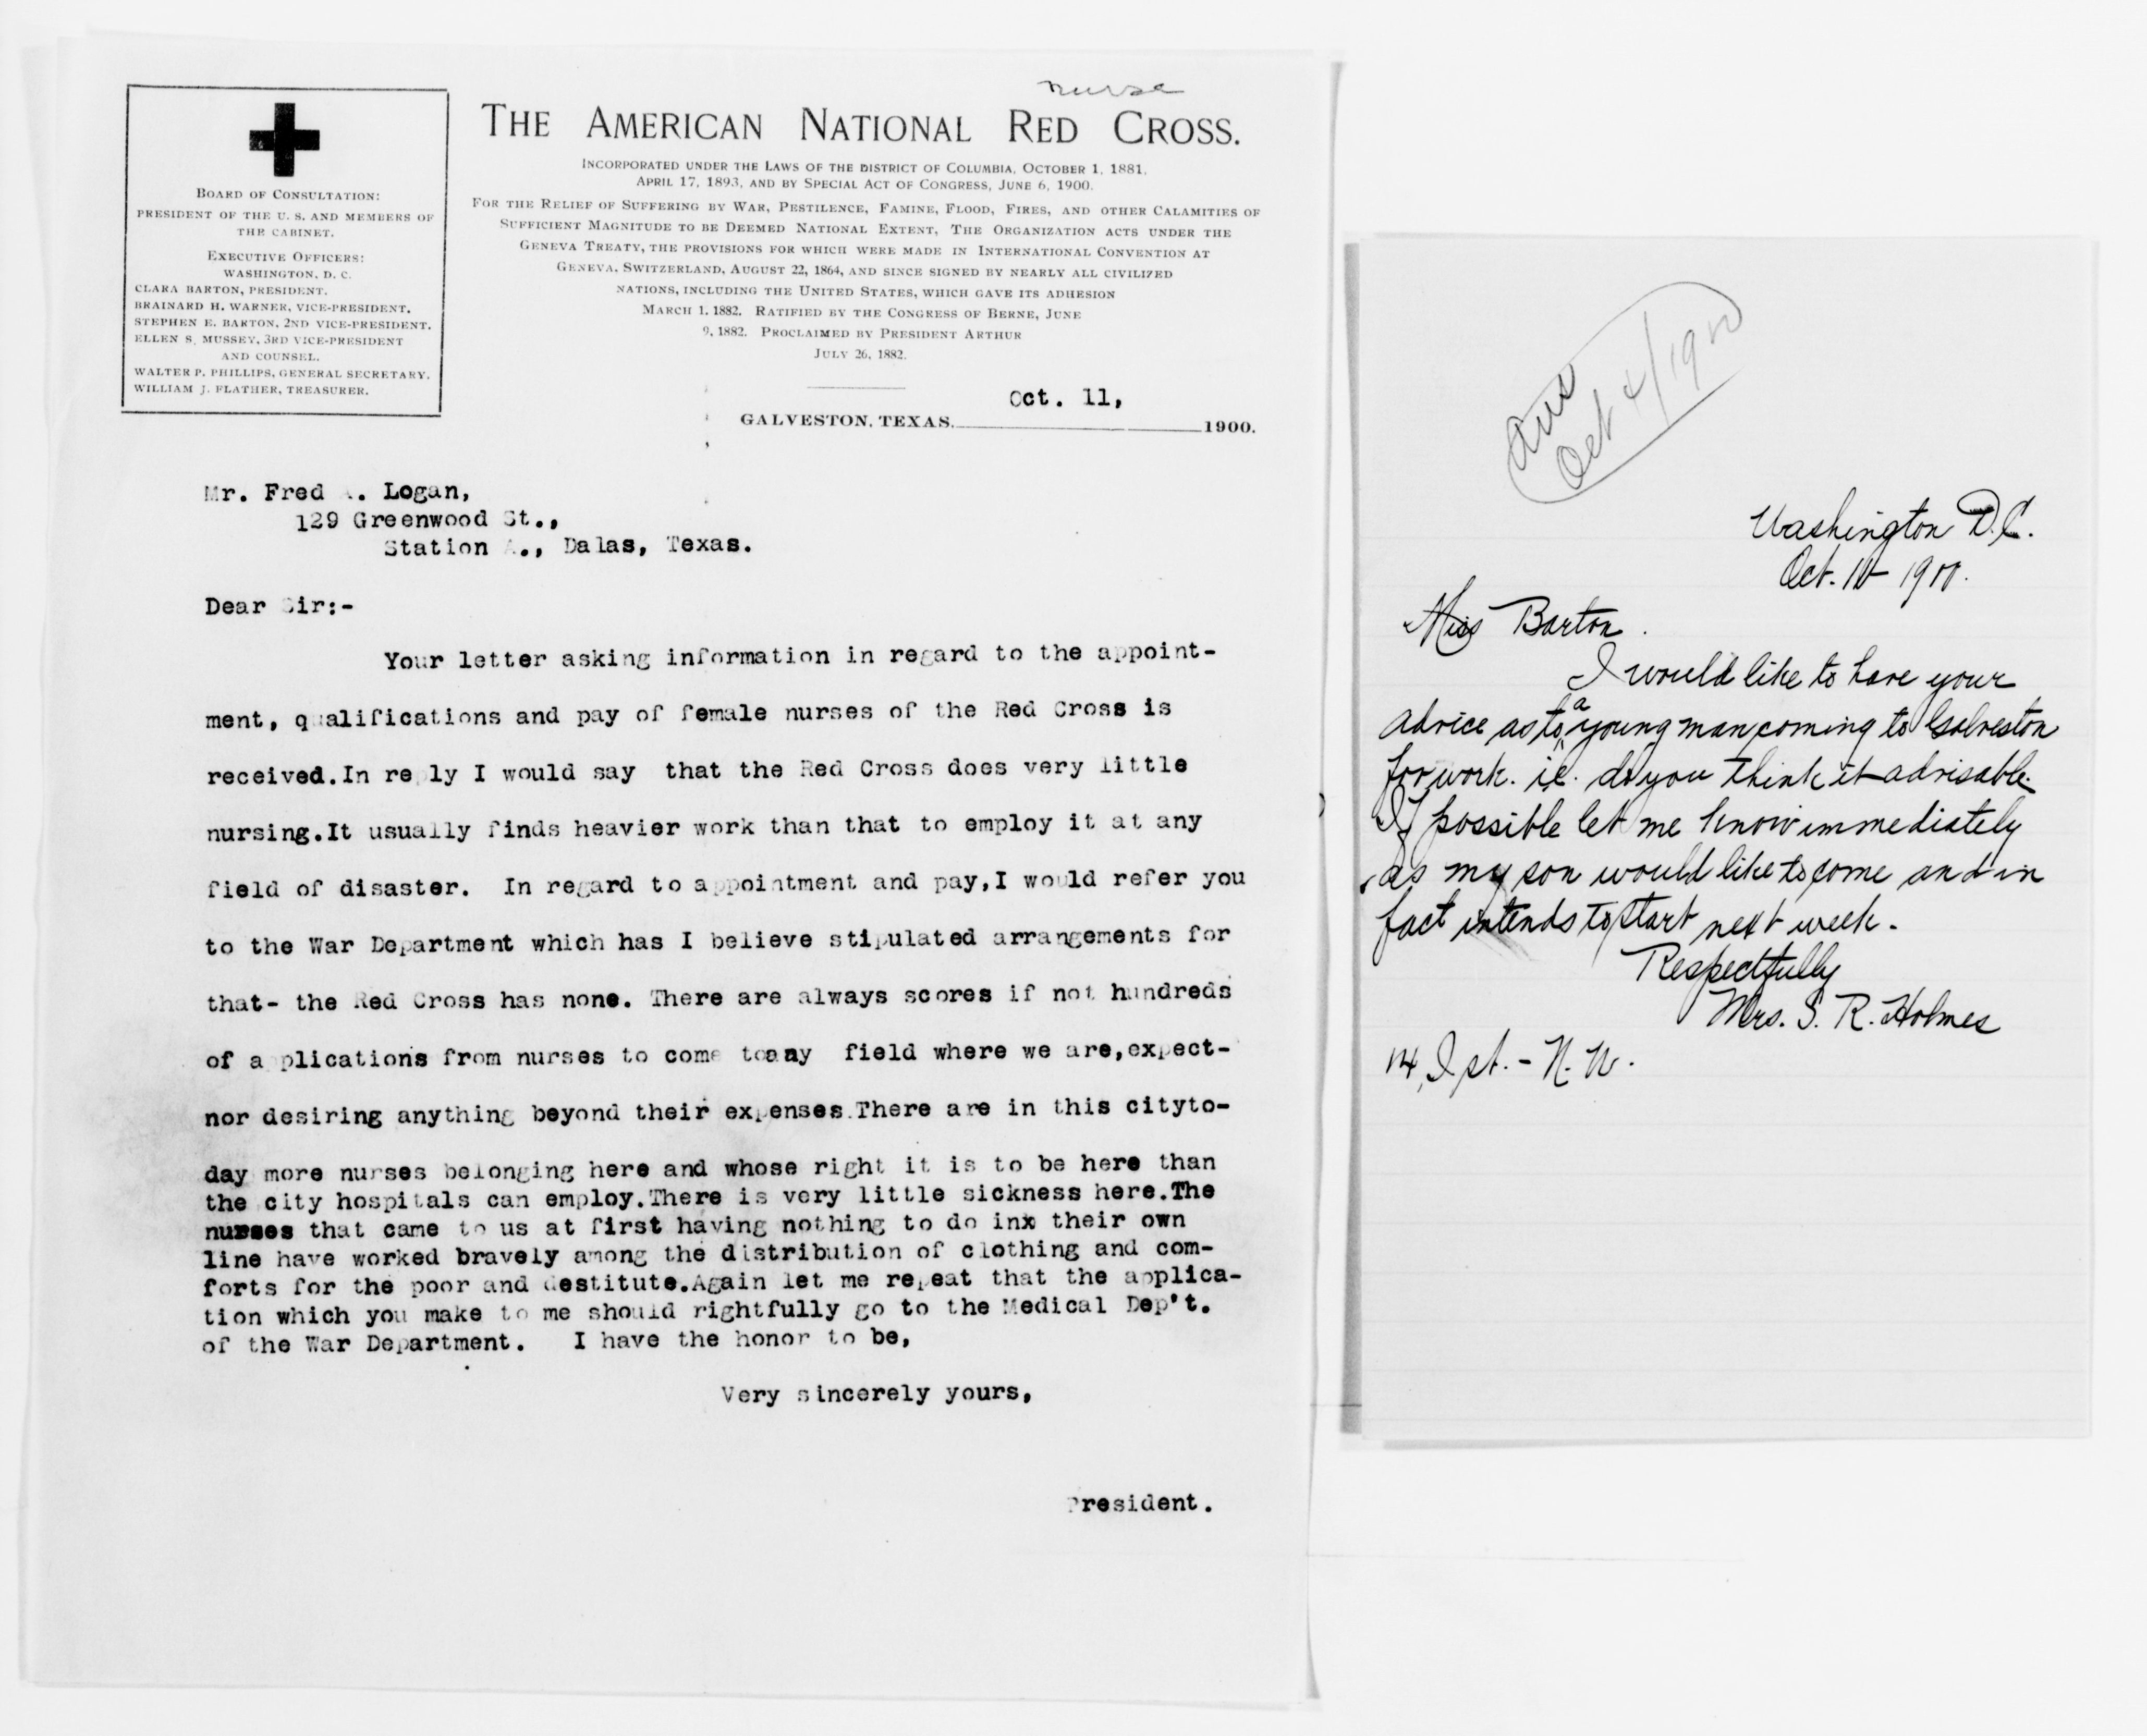 nurse
THE AMERICAN NATIONAL RED CROSS.
INCORPORATED UNDER THE LAWS OF THE DISTRICT OF COLUMBIA, OCTOBER 1, 1881,
APRIL 17, 1893, AND BY SPECIAL ACT OF CONGRESS, JUNE 6, 1900.
FOR THE RELIEF OF SUFFERING BY WAR, PESTILENCE, FAMINE, FLOOD, FIRES, AND OTHER CALAMITIES OF
SUFFICIENT MAGNITUDE TO BE DEEMED NATIONAL EXTENT, THE ORGANIZATION ACTS UNDER THE
GENEVA TREATY, THE PROVISIONS FOR WHICH WERE MADE IN INTERNATIONAL CONVENTION AT
GENEVA, SWITZERLAND, AUGUST 22, 1864, AND SINCE SIGNED BY NEARLY ALL CIVILIZED
NATIONS, INCLUDING THE UNITED STATES, WHICH GAVE ITS ADHESION
MARCH 1, 1882. RATIFIED BY THE CONGRESS OF BERNE, JUNE
9, 1882. PROCLAIMED BY PRESIDENT ARTHUR
JULY 26, 1882.
BOARD OF CONSULTATION:
PRESIDENT OF THE U. S. AND MEMBERS OF
THE CABINET.
EXECUTIVE OFFICERS:
WASHINGTON, D. C.
CLARA BARTON, PRESIDENT.
BRAINARD H. WARNER, VICE-PRESIDENT.
STEPHEN E. BARTON, 2ND VICE-PRESIDENT.
ELLEN S. MUSSEY, 3RD VICE-PRESIDENT
AND COUNSEL.
WALTER P. PHILLIPS, GENERAL SECRETARY.
WILLIAM J. FLATHER, TREASURER.
Oct. 11,
GALVESTON, TEXAS. 1900.
Mr. Fred . Logan,
129 Greenwood St.,
Station A., Dalas, Texas.
Dear Sir:-
Your letter asking information in regard to the appoint-
ment, qualifications and pay of female nurses of the Red Cross is
received.In reply I would say that the Red Cross does very little
nursing.It usually finds heavier work than that to employ it at any
field of disaster. In regard to appointment and pay,I would refer you
to the War Department which has I believe stipulated arrangements for
that- the Red Cross has none. There are always scores if not hundreds
of applications from nurses to come toany field where we are,expect-
nor desiring anything beyond their expenses.There are in this cityto-
day more nurses belonging here and whose right it is to be here than
the city hospitals can employ.There is very little sickness here.The
nurses that came to us at first having nothing to do inx their own
line have worked bravely among the distribution of clothing and com-
forts for the poor and destitute.Again let me repeat that the applica-
tion which you make to me should rightfully go to the Medical Dep't.
of the War Department. I have the honor to be,
Very sincerely yours,
President.
Ans
Oct 4/1900
Washington D.C.
Oct. 1900.
Miss Barton.
I would like to have your
advice as to a young man coming to Galveston
for work. ie. do you think it advisable.
If possible let me know immediately
as my son would like to come and in
fact intends to start next week.
Respectfully
Mrs. S. R. Holmes
I st. - N. W.